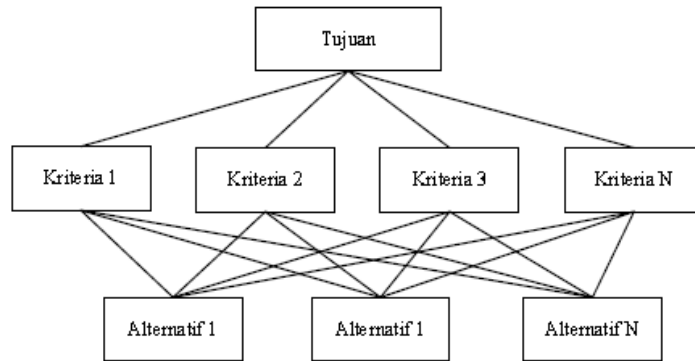 Tujuan
Kriteria 1
Kriteria 2
Kriteria 3
Kriteria N
Alternatif 1
Alternatif 1
Alternatif N